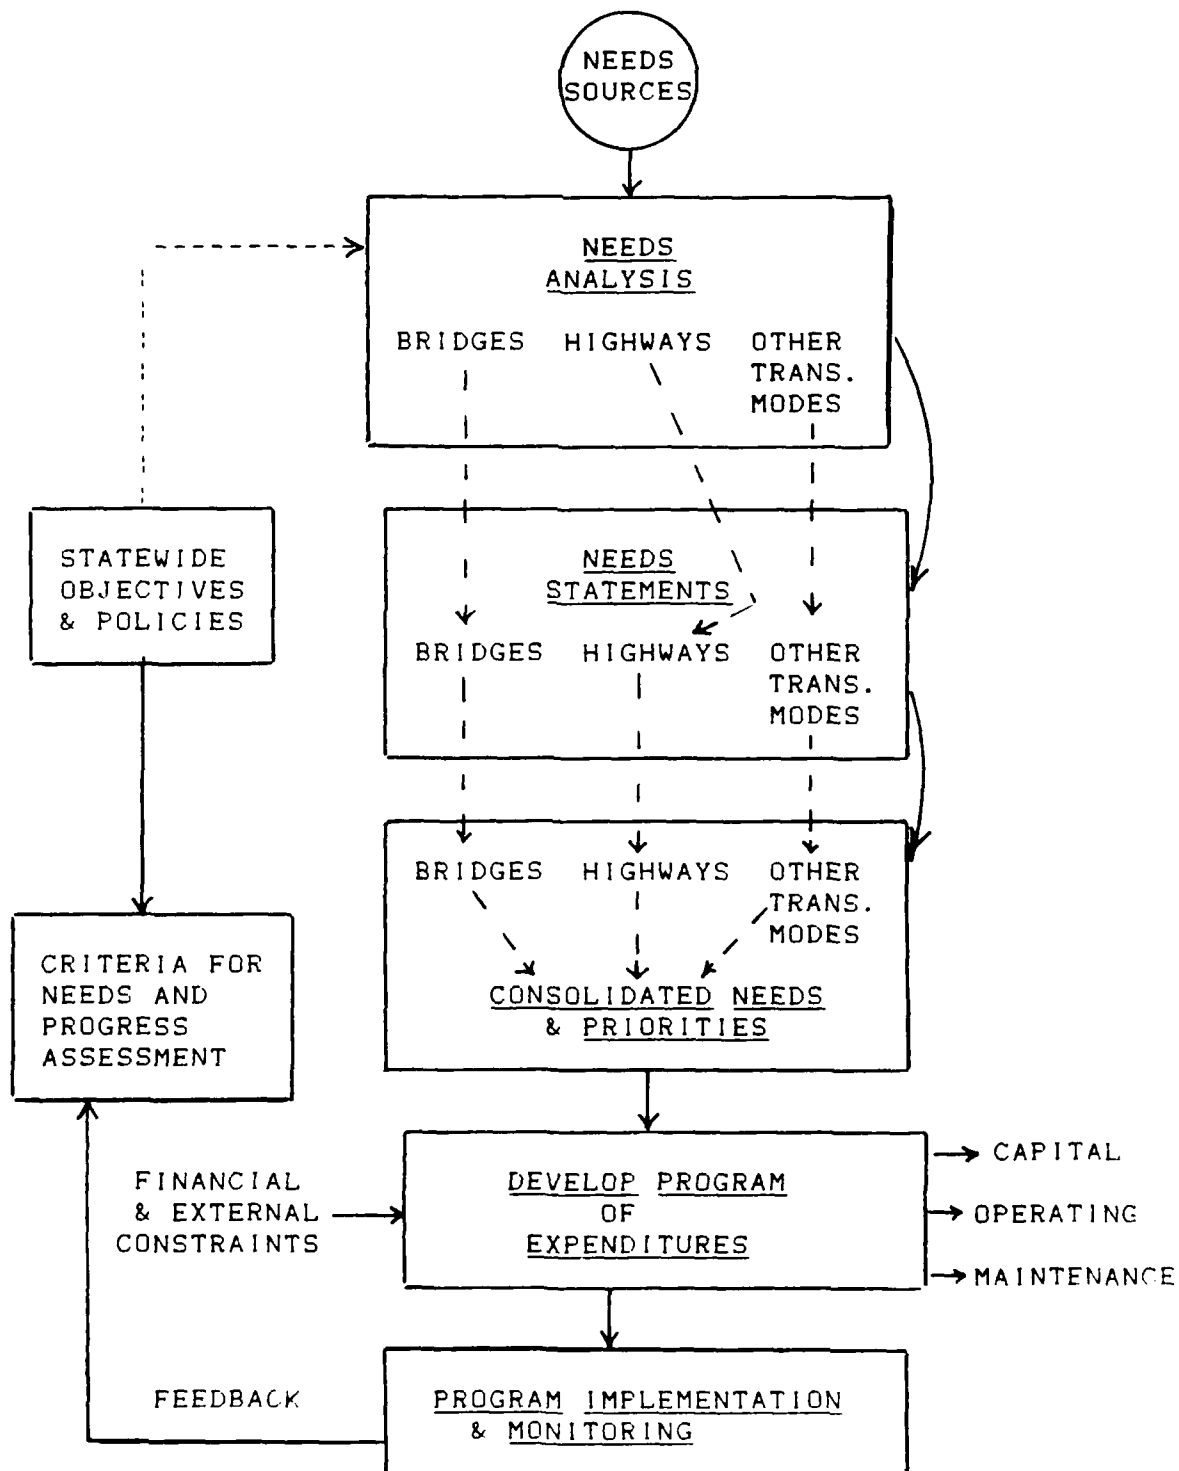 NEEDS
SOURCES
NEEDS
ANALYSIS
BRIDGES HIGHWAYS OTHER
TRANS.
MODES
STATEWIDE
OBJECTIVES
& POLICIES
NEEDS
STATEMENTS
BRIDGES HIGHWAYS OTHER
TRANS.
MODES
BRIDGES HIGHWAYS OTHER
TRANS.
MODES
CONSOLIDATED NEEDS
& PRIORITIES
CRITERIA FOR
NEEDS AND
PROGRESS
ASSESSMENT
FINANCIAL
& EXTERNAL
CONSTRAINTS
DEVELOP PROGRAM
OF
EXPENDITURES
CAPITAL
OPERATING
MAINTENANCE
FEEDBACK
PROGRAM IMPLEMENTATION
& MONITORING